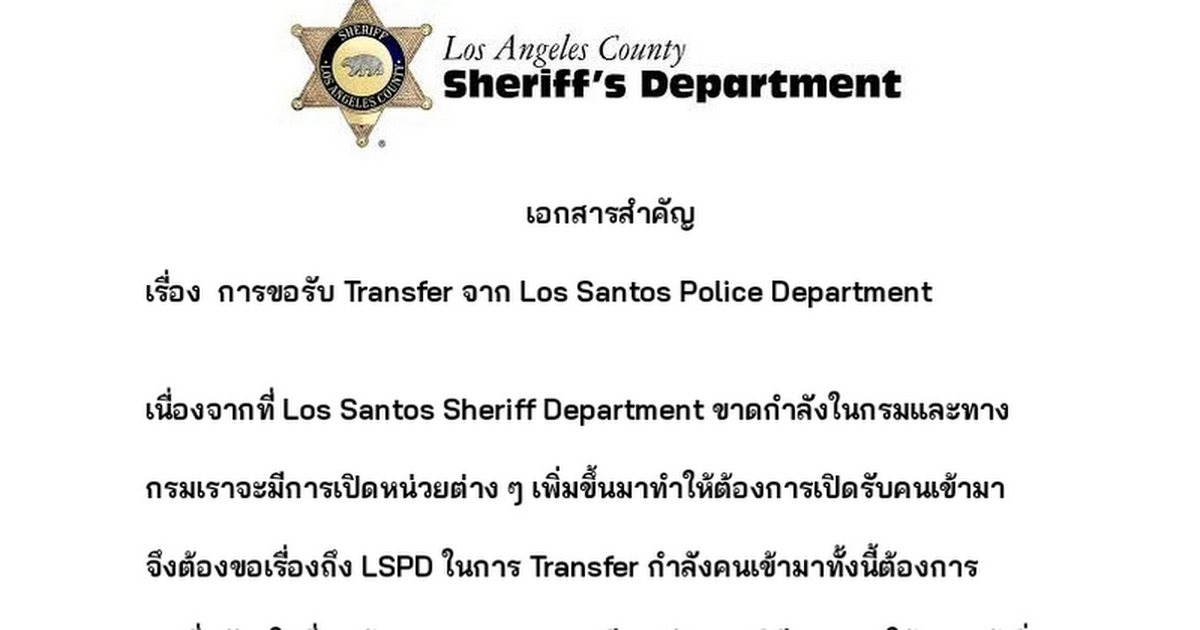 SHERIFF
LOS ANGELES COUNTY
Los Angeles County
Sheriff's Department
เอกสารสำคัญ
เรื่อง การขอรับ Transfer จาก Los Santos Police Department
เนื่องจากที่ Los Santos Sheriff Department ขาดกำลังในกรมและทาง
กรมเราจะมีการเปิดหน่วยต่าง ๆ เพิ่มขึ้นมาทำให้ต้องการเปิดรับคนเข้ามา
จึงต้องขอเรื่องถึง LSPD ในการ Transfer กำลังคนเข้ามาทั้งนี้ต้องการ